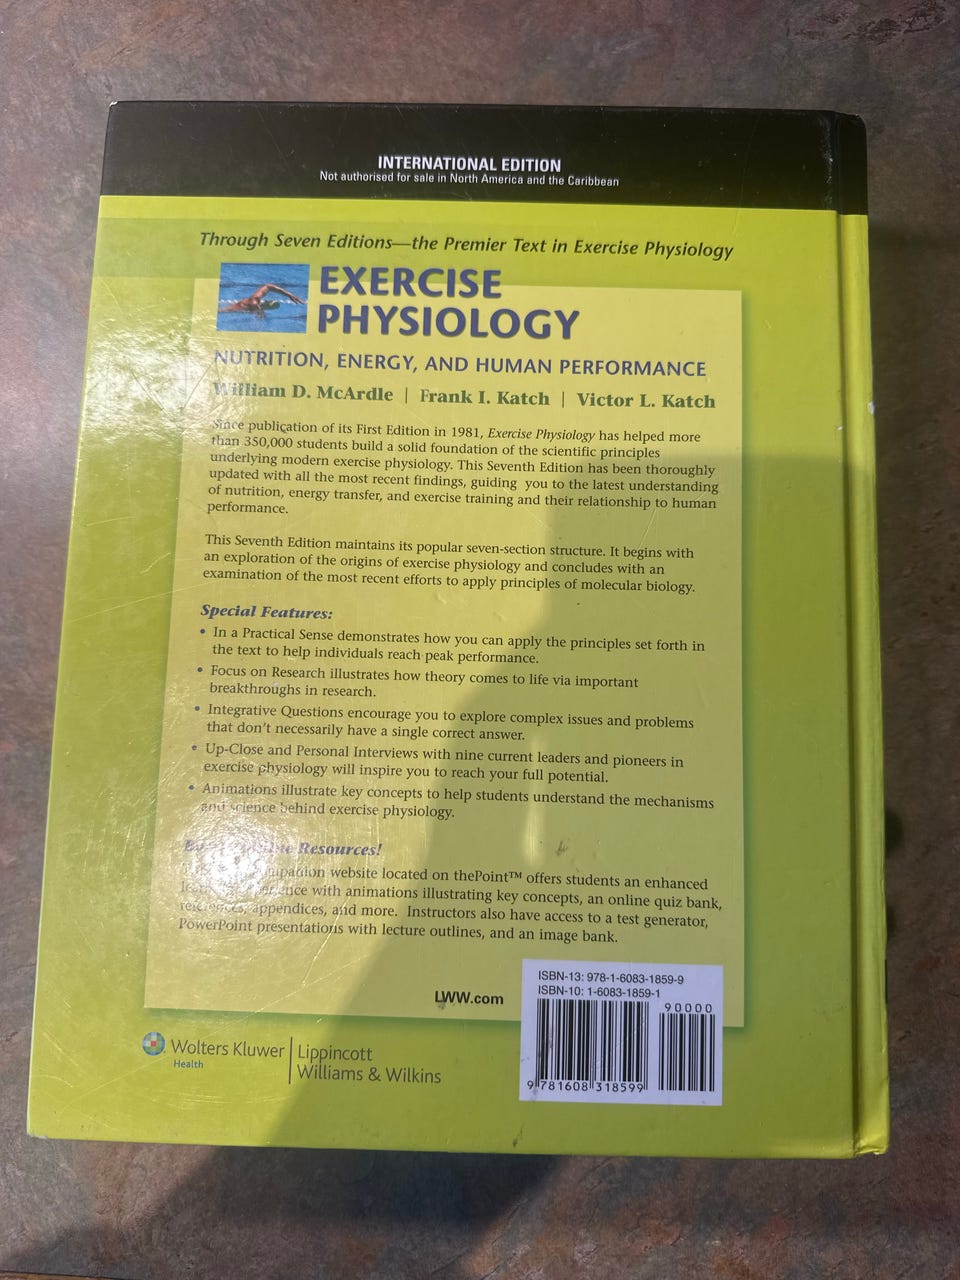 INTERNATIONAL EDITION
Not authorised for sale in North America and the Caribbean
Through Seven Editions—the Premier Text in Exercise Physiology
EXERCISE
PHYSIOLOGY
NUTRITION, ENERGY, AND HUMAN PERFORMANCE
William D. McArdle | Frank I. Katch | Victor L. Katch
Since publication of its First Edition in 1981, Exercise Physiology has helped more
than 350,000 students build a solid foundation of the scientific principles
underlying modern exercise physiology. This Seventh Edition has been thoroughly
updated with all the most recent findings, guiding you to the latest understanding
of nutrition, energy transfer, and exercise training and their relationship to human
performance.
This Seventh Edition maintains its popular seven-section structure. It begins with
an exploration of the origins of exercise physiology and concludes with an
examination of the most recent efforts to apply principles of molecular biology.
Special Features:
• In a Practical Sense demonstrates how you can apply the principles set forth in
the text to help individuals reach peak performance.
• Focus on Research illustrates how theory comes to life via important
breakthroughs in research.
• Integrative Questions encourage you to explore complex issues and problems
that don't necessarily have a single correct answer.
• Up-Close and Personal Interviews with nine current leaders and pioneers in
exercise physiology will inspire you to reach your full potential.
• Animations illustrate key concepts to help students understand the mechanisms
and science behind exercise physiology.
Resources!
companion website located on thePoint™ offers students an enhanced
learning experience with animations illustrating key concepts, an online quiz bank,
references, appendices, and more. Instructors also have access to a test generator,
PowerPoint presentations with lecture outlines, and an image bank.
LWW.com
ISBN-13: 978-1-6083-1859-9
ISBN-10: 1-6083-1859-1
90000
9 781608 318599
Wolters Kluwer | Lippincott
Health
Williams & Wilkins